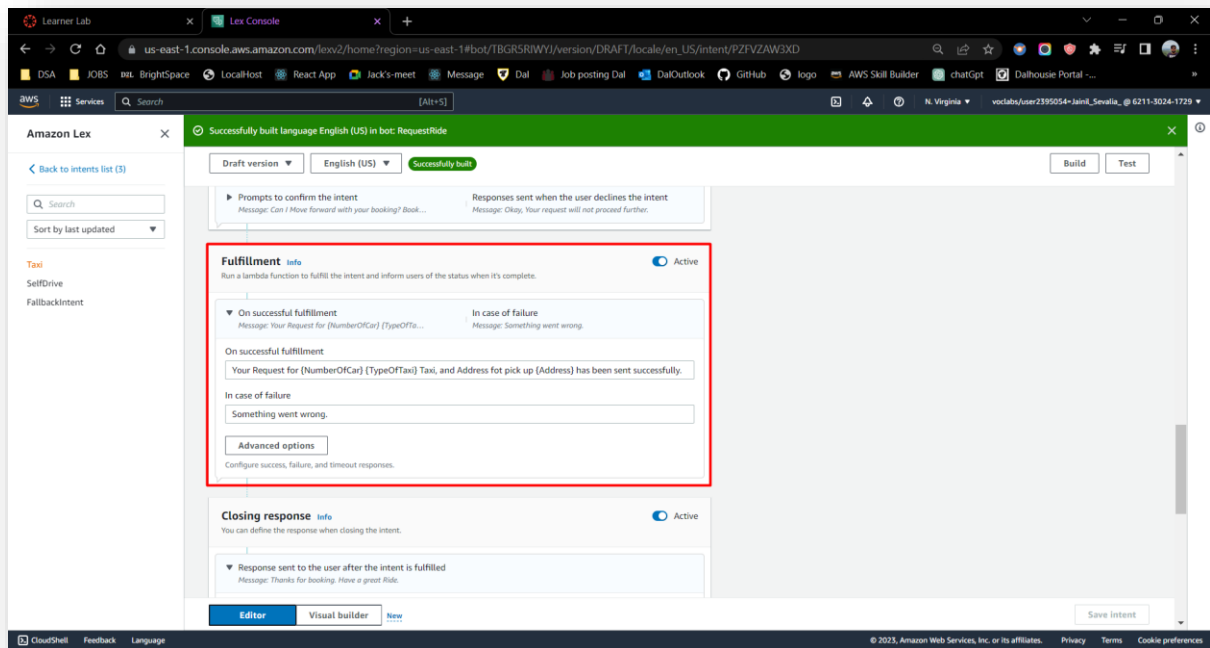 Learner Lab
Lex Console
us-east-1.console.aws.amazon.com/lexv2/home?region=us-east-1#bot/TBGR5RIWYJ/version/DRAFT/locale/en_US/intent/PZFVZAW3XD
DSA JOBS BrightSpace LocalHost React App Jack's-meet Message Dal Job posting Dal DalOutlook GitHub logo AWS Skill Builder chatGpt Dalhousie Portal -... »
aws Services Search [Alt+S] N. Virginia ▼ voclabs/user2395054=Jainil_Sevalia_ @ 6211-3024-1729 ▼
Amazon Lex
Successfully built language English (US) in bot: RequestRide
Back to intents list (3)
Draft version ▼ English (US) ▼ Successfully built Build Test
Search
Sort by last updated ▼
Taxi
SelfDrive
FallbackIntent
Prompts to confirm the intent
Message: Can I Move forward with your booking? Book...
Responses sent when the user declines the intent
Message: Okay, Your request will not proceed further.
Fulfillment Info Active
Run a lambda function to fulfill the intent and inform users of the status when it's complete.
On successful fulfillment
Message: Your Request for {NumberOfCar} {TypeOfTa...
In case of failure
Message: Something went wrong.
On successful fulfillment
Your Request for {NumberOfCar} {TypeOfTaxi} Taxi, and Address fot pick up {Address} has been sent successfully.
In case of failure
Something went wrong.
Advanced options
Configure success, failure, and timeout responses.
Closing response Info Active
You can define the response when closing the intent.
Response sent to the user after the intent is fulfilled
Message: Thanks for booking. Have a great Ride.
Editor Visual builder New Save intent
CloudShell Feedback Language © 2023, Amazon Web Services, Inc. or its affiliates. Privacy Terms Cookie preferences